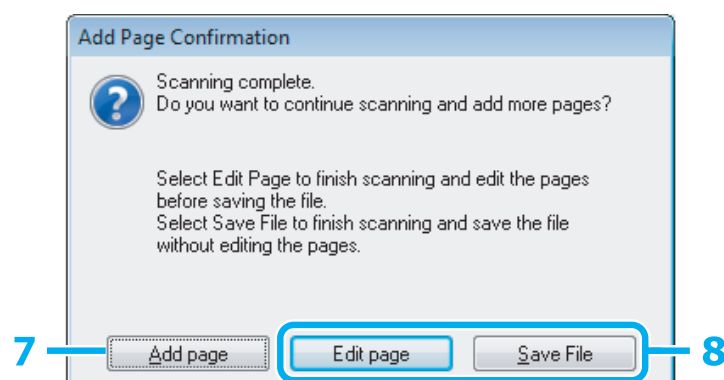 Add Page Confirmation
Scanning complete.
Do you want to continue scanning and add more pages?
Select Edit Page to finish scanning and edit the pages
before saving the file.
Select Save File to finish scanning and save the file
without editing the pages.
7 Add page Edit page Save File 8